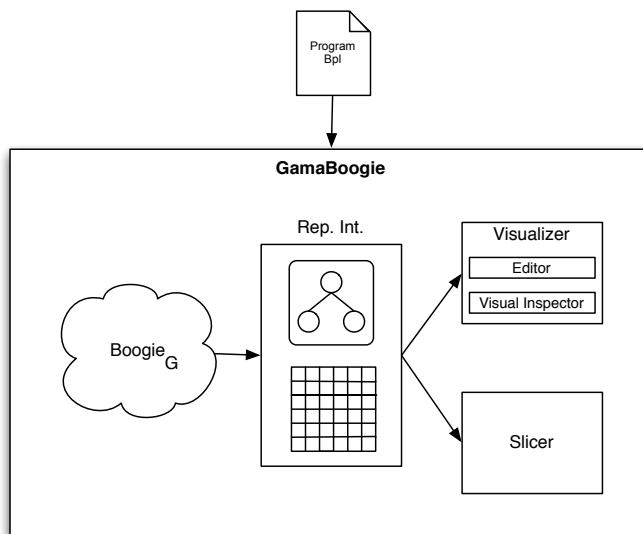 Program
Bpl
GamaBoogie
Rep. Int.
Visualizer
Editor
Visual Inspector
Boogie G
Slicer